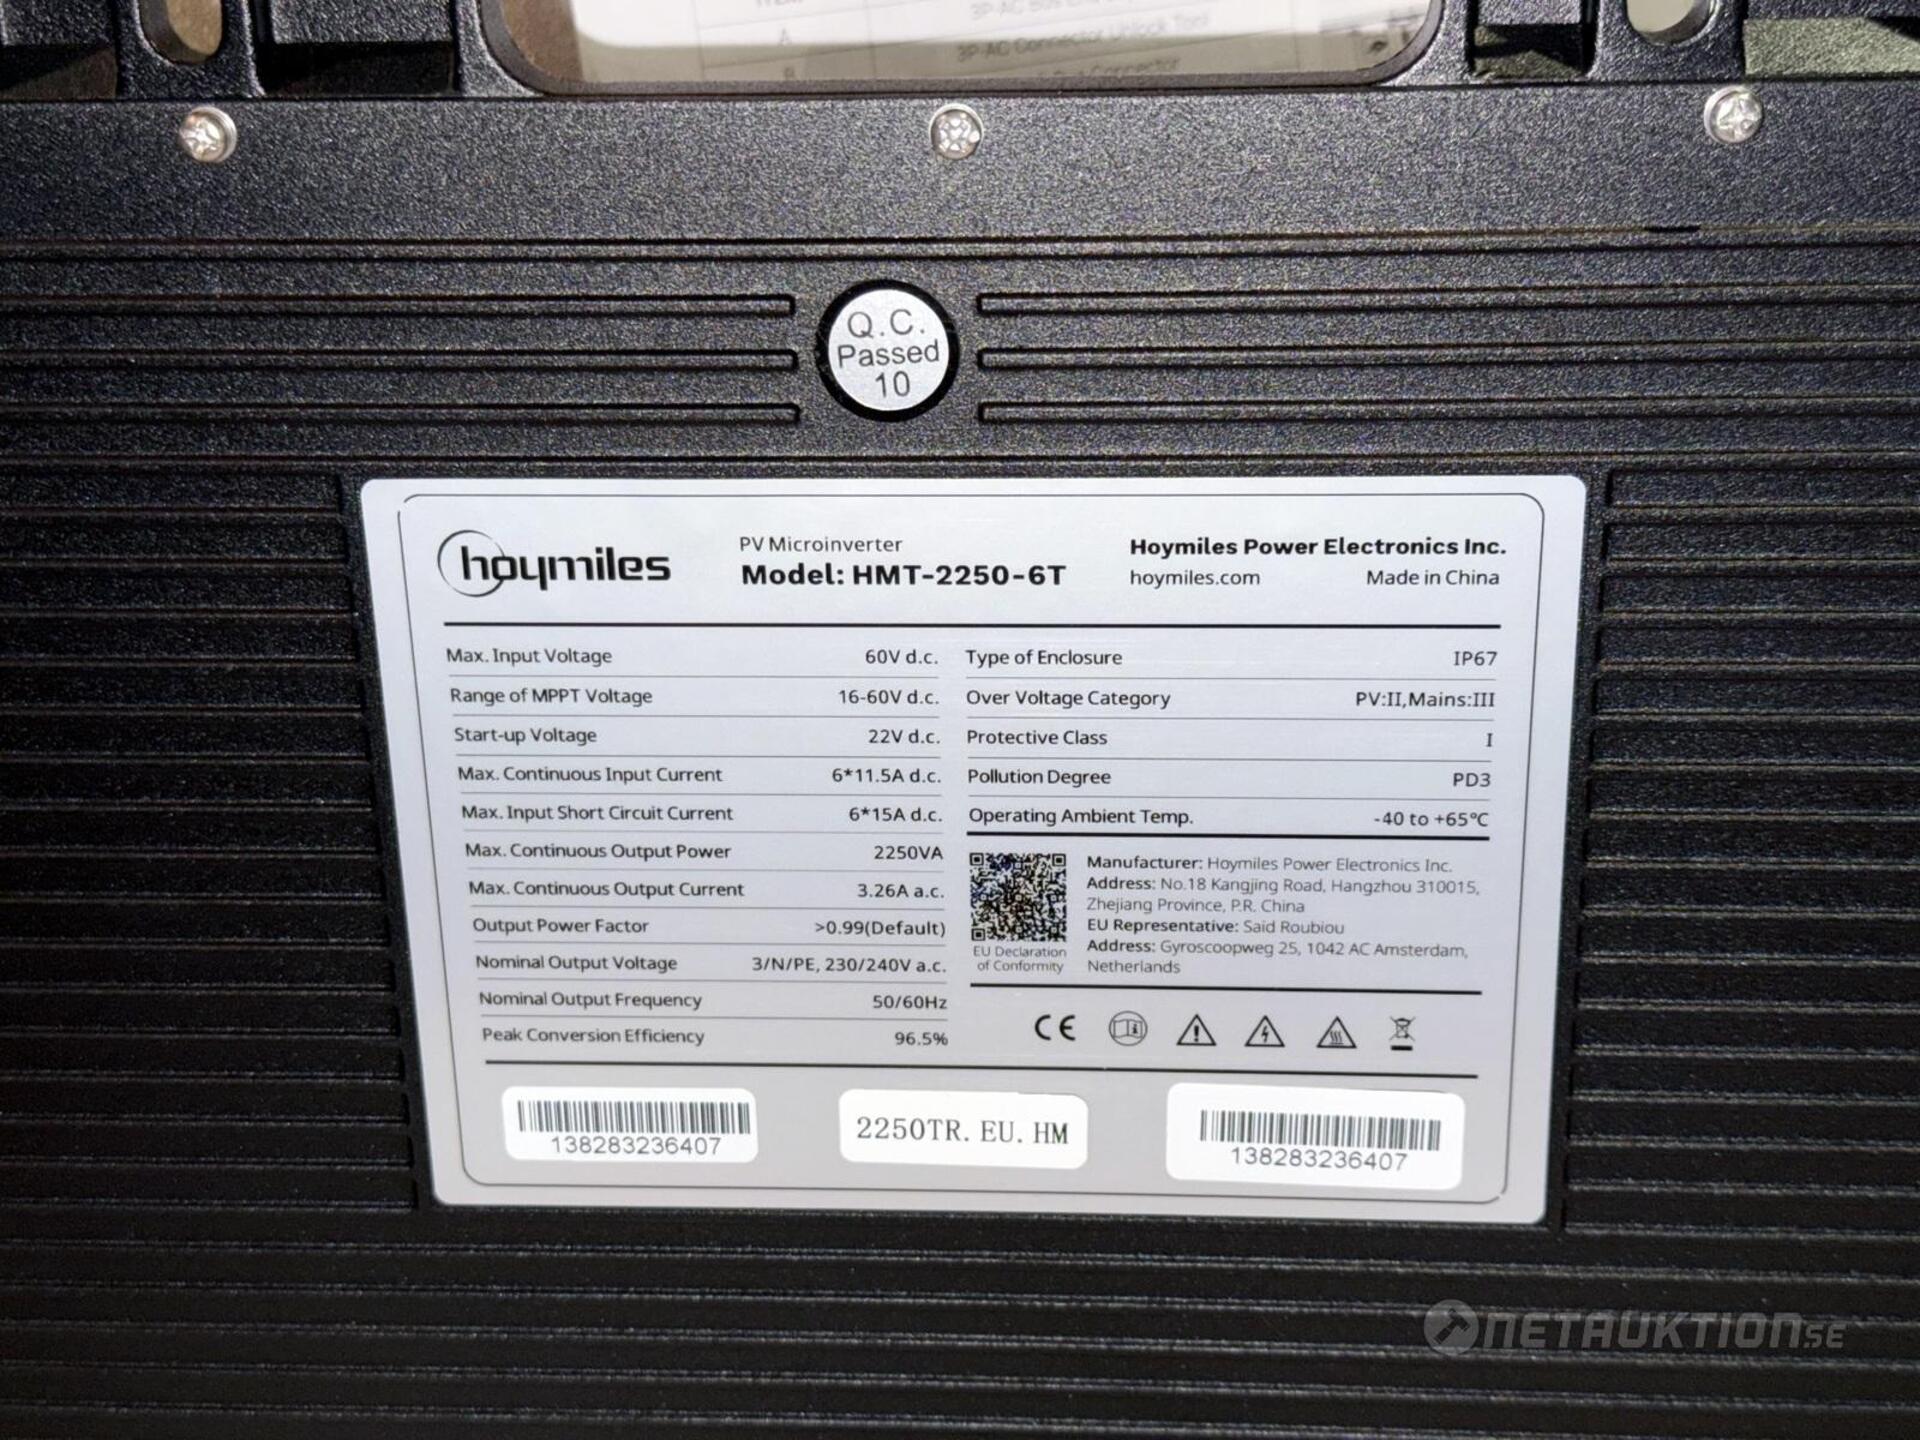 3P-AC Connector Unlock Tool
A
B
Connector
Q.C.
Passed
10
hoymiles
PV Microinverter
Model: HMT-2250-6T
Hoymiles Power Electronics Inc.
hoymiles.com Made in China
Max. Input Voltage 60V d.c.
Range of MPPT Voltage 16-60V d.c.
Start-up Voltage 22V d.c.
Max. Continuous Input Current 6*11.5A d.c.
Max. Input Short Circuit Current 6*15A d.c.
Max. Continuous Output Power 2250VA
Max. Continuous Output Current 3.26A a.c.
Output Power Factor >0.99(Default)
Nominal Output Voltage 3/N/PE, 230/240V a.c.
Nominal Output Frequency 50/60Hz
Peak Conversion Efficiency 96.5%
Type of Enclosure IP67
Over Voltage Category PV:II,Mains:III
Protective Class I
Pollution Degree PD3
Operating Ambient Temp. -40 to +65℃
EU Declaration
of Conformity
Manufacturer: Hoymiles Power Electronics Inc.
Address: No.18 Kangjing Road, Hangzhou 310015,
Zhejiang Province, P.R. China
EU Representative: Said Roubiou
Address: Gyroscoopweg 25, 1042 AC Amsterdam,
Netherlands
CE
138283236407
2250TR.EU.HM
138283236407
NETAUKTION.SE